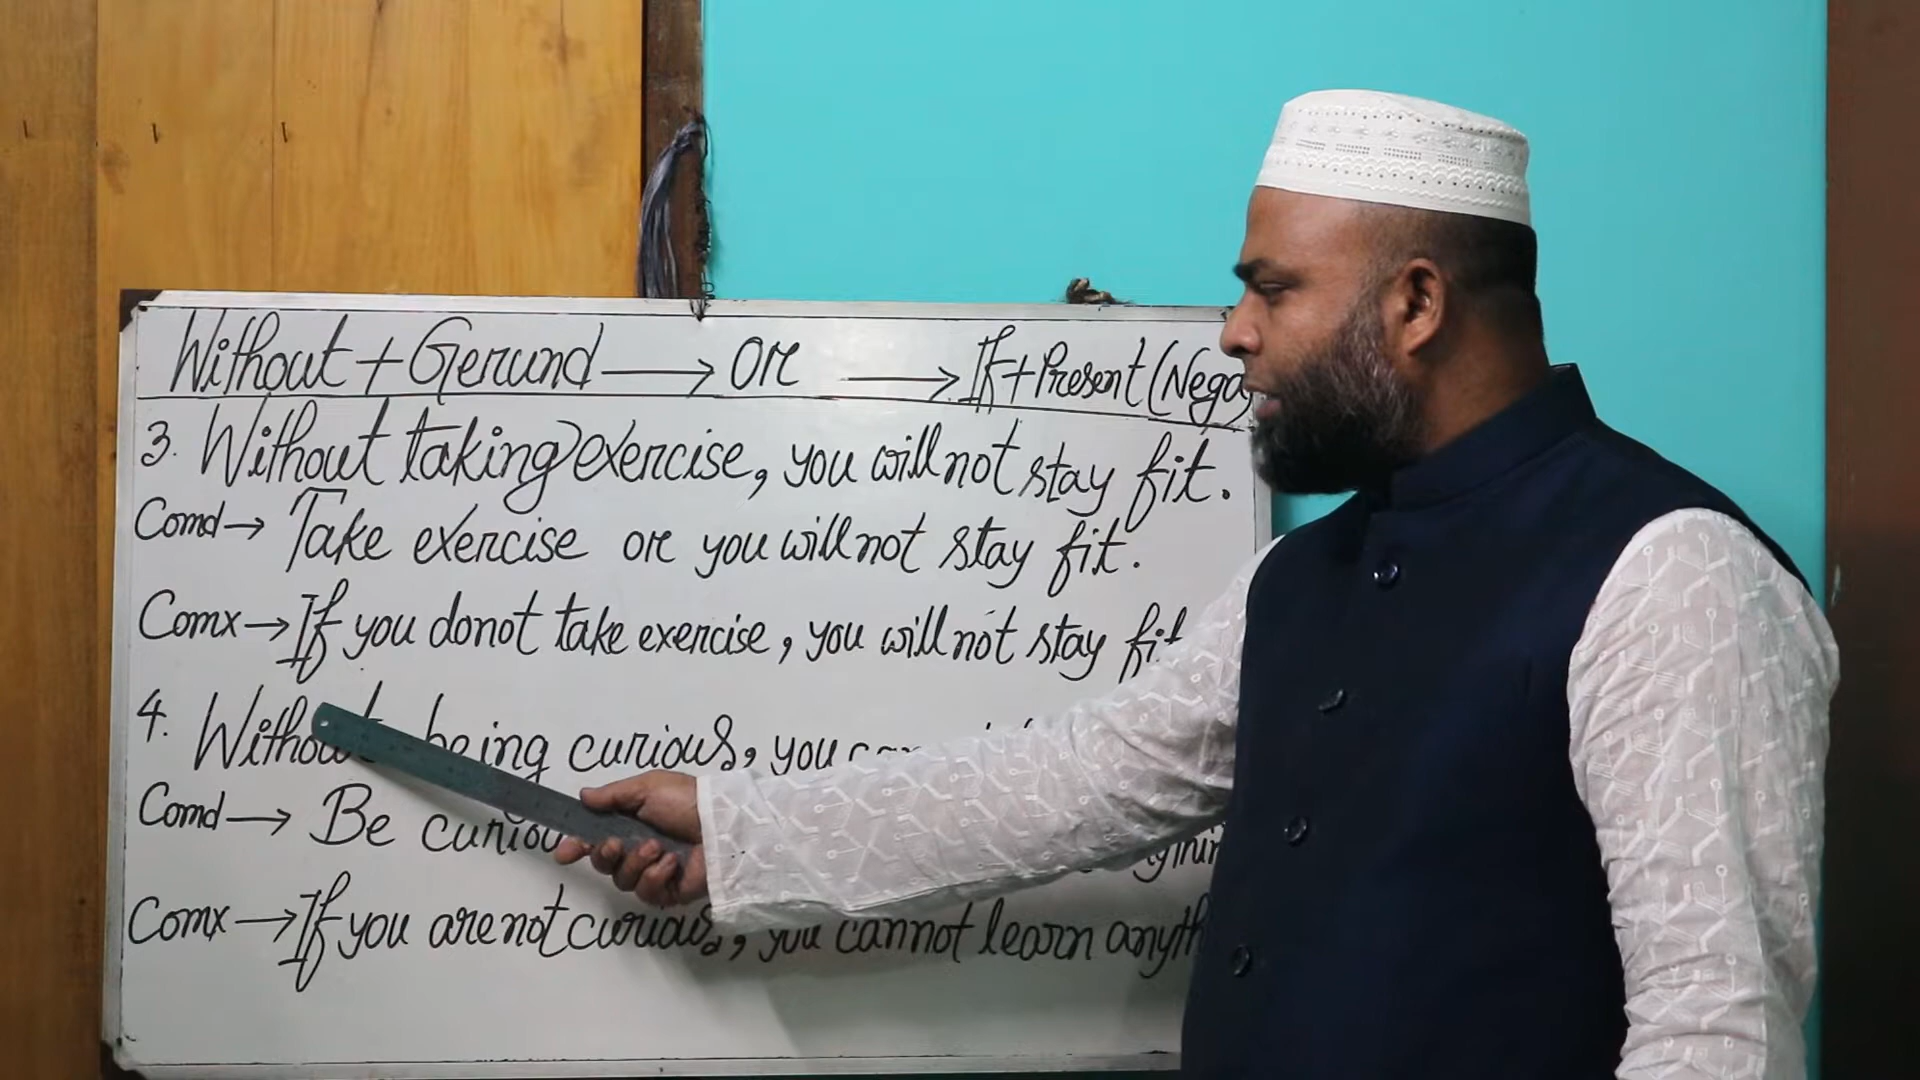 Without + Gerund → or → If + Present (Nega
3. Without taking exercise, you will not stay fit.
Comd → Take exercise or you will not stay fit.
Comx → If you donot take exercise, you will not stay fit
4. Without being curious, you
Comd → Be
Comx → If you are not curious, you cannot learn